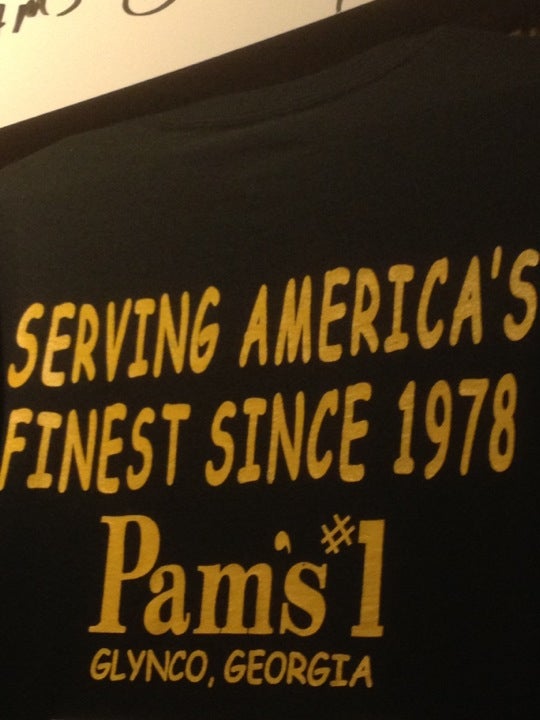 SERVING AMERICA'S
FINEST SINCE 1978
Pam's #1
GLYNCO, GEORGIA